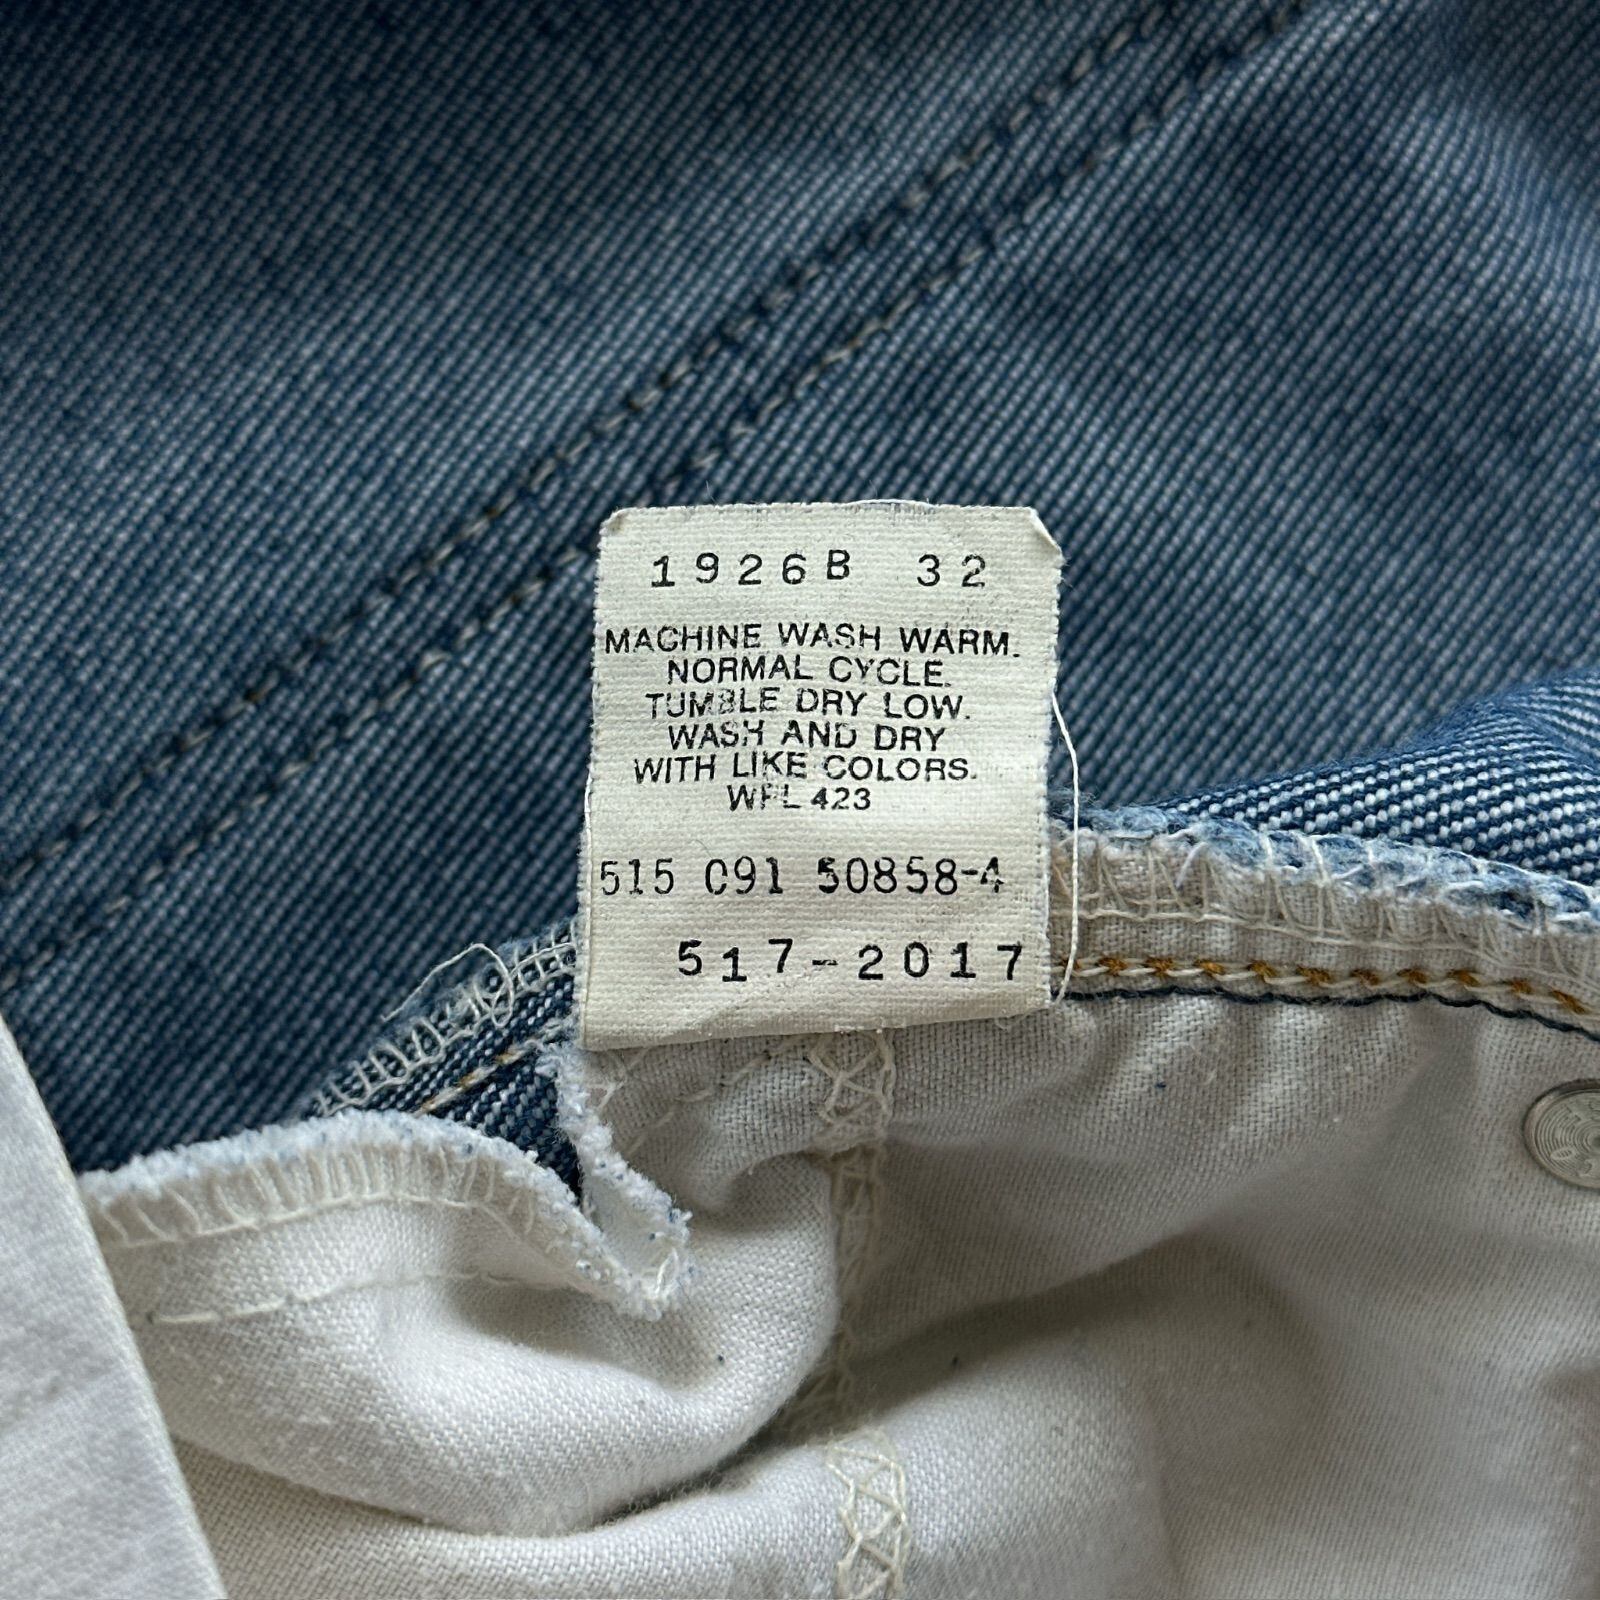 1926B 32
MACHINE WASH WARM.
NORMAL CYCLE.
TUMBLE DRY LOW.
WASH AND DRY
WITH LIKE COLORS.
WPL 423
515 091 50858-4
517-2017